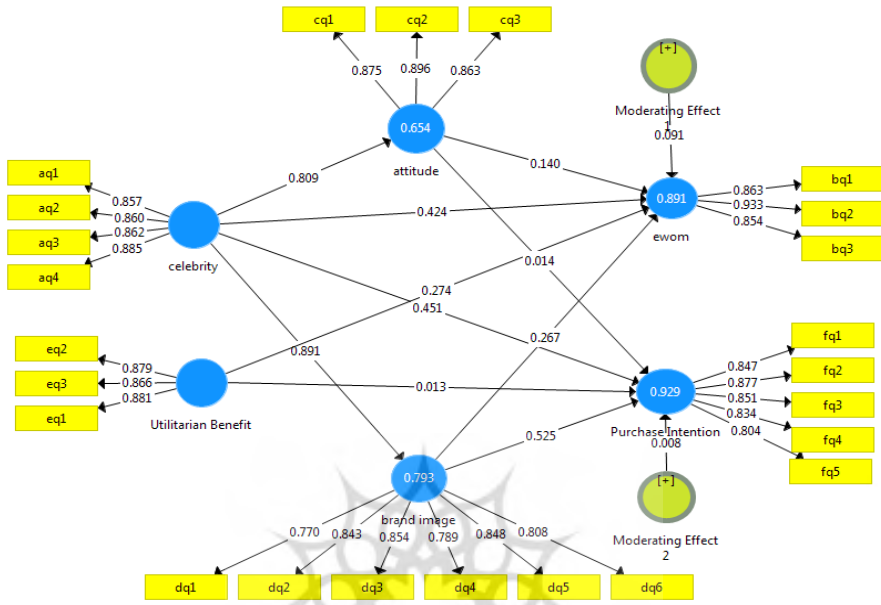 cq1 cq2 cq3
[+]
0.875 0.896 0.863
Moderating Effect
1
0.091
0.654
attitude
0.140
aq1
aq2
aq3
aq4
0.857
0.860
0.862
0.885
0.809
celebrity
0.424
0.891
ewom
0.863
0.933
0.854
bq1
bq2
bq3
0.014
0.274
0.451
0.267
0.891
eq2
eq3
eq1
0.879
0.866
0.881
Utilitarian Benefit
0.013
0.929
Purchase Intention
0.008
0.847
0.877
0.851
0.834
0.804
fq1
fq2
fq3
fq4
fq5
0.525
0.793
brand image
[+]
Moderating Effect
2
0.770 0.843 0.854 0.789 0.848 0.808
dq1 dq2 dq3 dq4 dq5 dq6